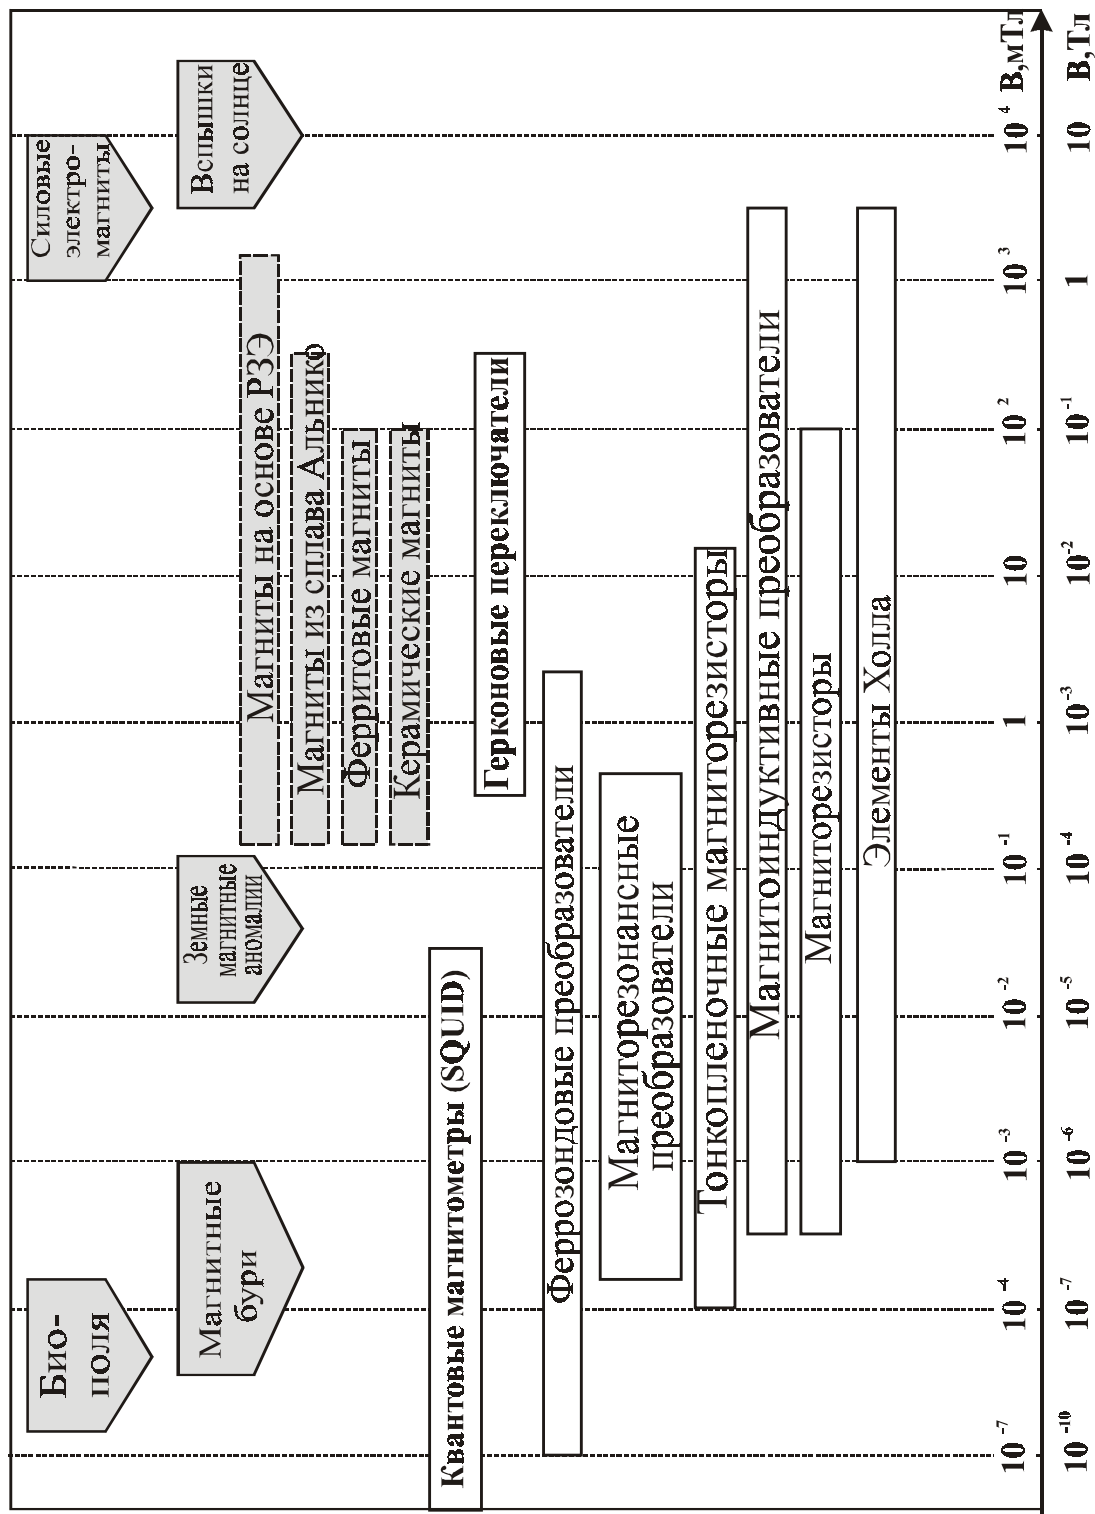 Био-
поля
Силовые
электро-
магниты
Магнитные
бури
Земные
магнитные
аномалии
Вспышки
на солнце
Магниты на основе РЗЭ
Магниты из сплава Альнико
Ферритовые магниты
Керамические магниты
Квантовые магнитометры (SQUID)
Герконовые переключатели
Феррозондовые преобразователи
Магниторезонансные
преобразователи
Тонкопленочные магниторезисторы
Магнитоиндуктивные преобразователи
Магниторезисторы
Элементы Холла
10⁻⁷ 10⁻⁴ 10⁻³ 10⁻² 10⁻¹ 1 10 10² 10³ 10⁴ В,мТл
10⁻¹⁰ 10⁻⁷ 10⁻⁶ 10⁻⁵ 10⁻⁴ 10⁻³ 10⁻² 10⁻¹ 1 10 В,Тл